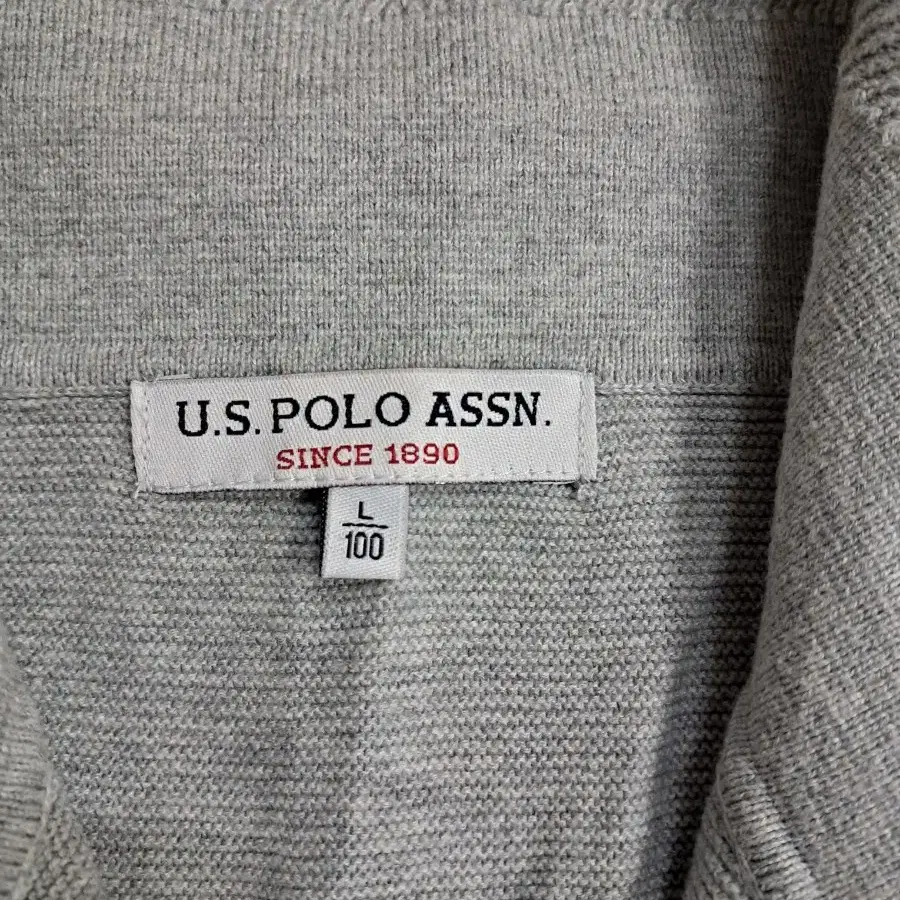 U.S. POLO ASSN.
SINCE 1890
L
100